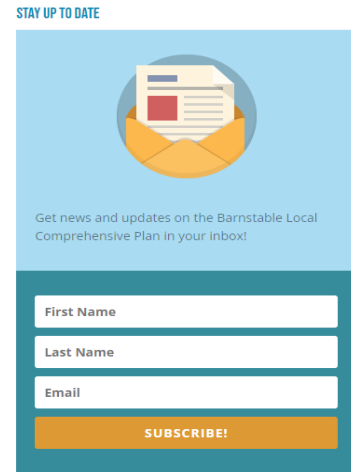 STAY UP TO DATE
Get news and updates on the Barnstable Local
Comprehensive Plan in your inbox!
First Name
Last Name
Email
SUBSCRIBE!